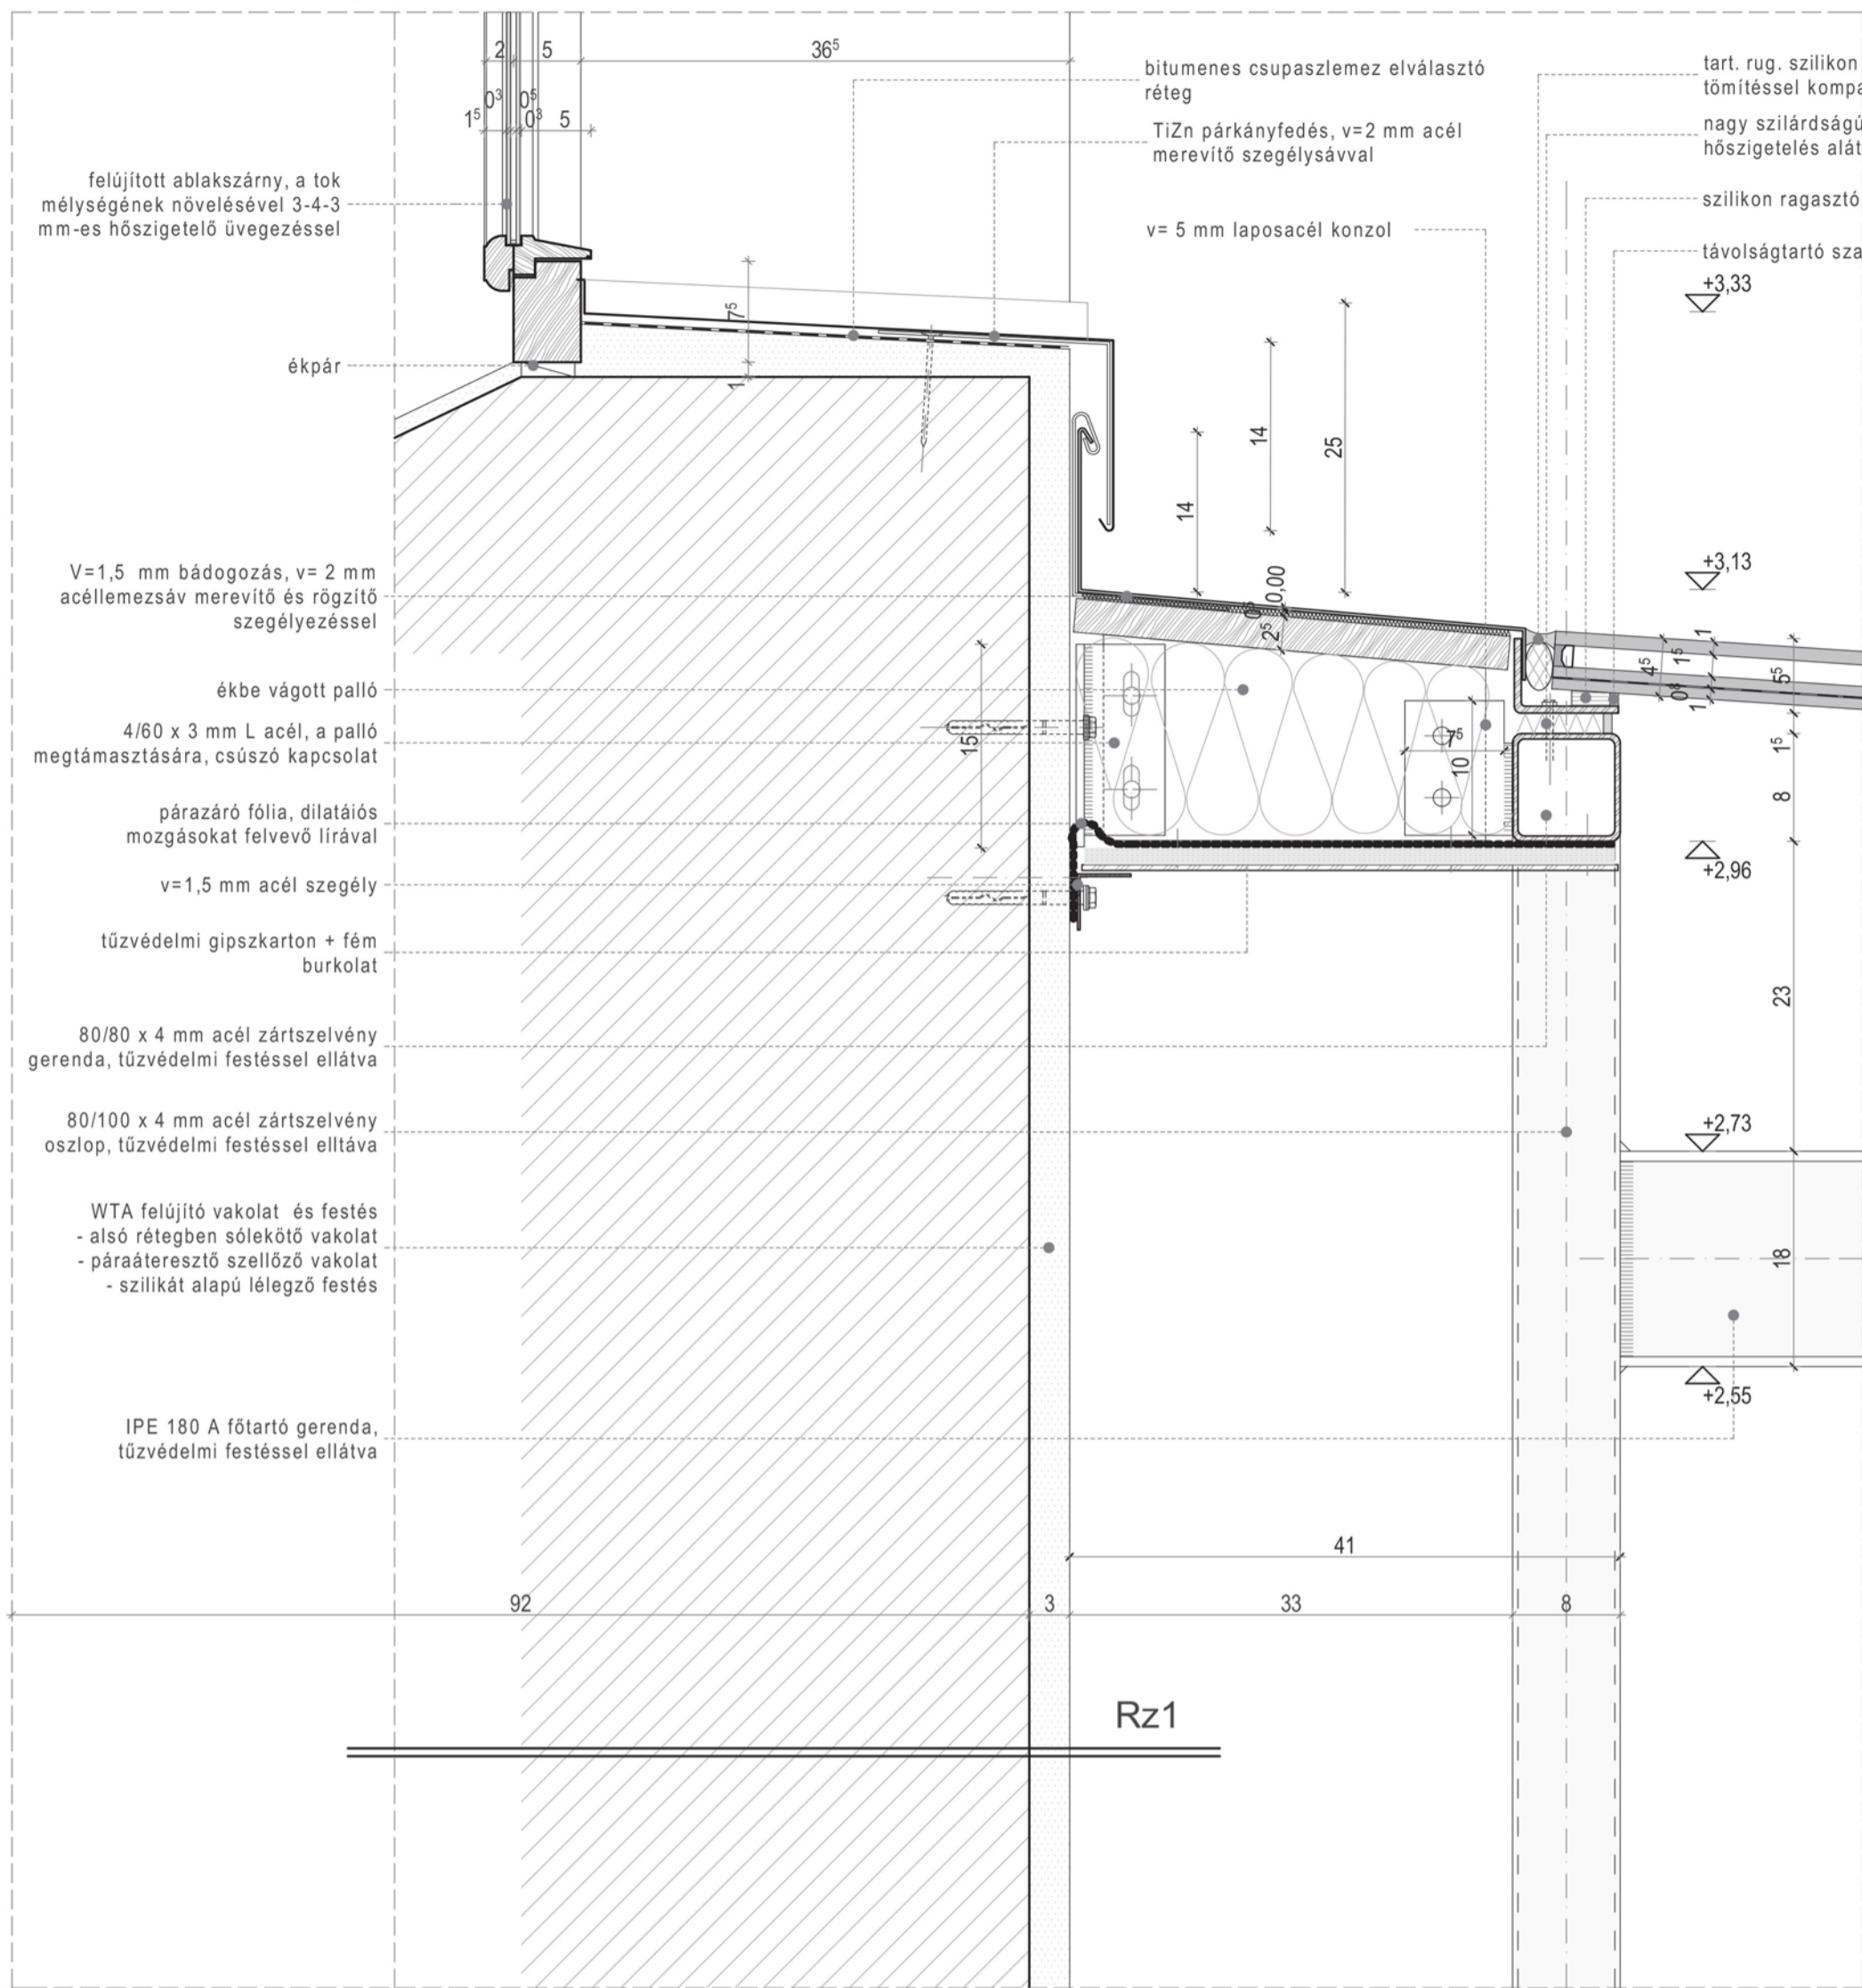 2 5 36⁵
0³ 0⁵
1⁵ 0³ 5
bitumenes csupaszlemez elválasztó
réteg
TiZn párkányfedés, v=2 mm acél
merevítő szegélysávval
v= 5 mm laposacél konzol
tart. rug. szilikon
tömítéssel
nagy szilárdságú
hőszigetelés
szilikon ragasztó
távolságtartó
+3,33
felújított ablakszárny, a tok
mélységének növelésével 3-4-3
mm-es hőszigetelő üvegezéssel
7⁵
ékpár
1
14
25
14
V=1,5 mm bádogozás, v= 2 mm
acéllemezsáv merevítő és rögzítő
szegélyezéssel
0⁵ 0,00
2⁵
+3,13
1
4⁵ 1⁵ 5⁵
0⁸
1
ékbe vágott palló
4/60 x 3 mm L acél, a palló
megtámasztására, csúszó kapcsolat
15
7⁵
10
1⁵
8
párazáró fólia, dilatáiós
mozgásokat felvevő lírával
+2,96
v=1,5 mm acél szegély
tűzvédelmi gipszkarton + fém
burkolat
23
80/80 x 4 mm acél zártszelvény
gerenda, tűzvédelmi festéssel ellátva
80/100 x 4 mm acél zártszelvény
oszlop, tűzvédelmi festéssel elltáva
+2,73
WTA felújító vakolat és festés
- alsó rétegben sólekötő vakolat
- páraáteresztő szellőző vakolat
- szilikát alapú lélegző festés
18
+2,55
IPE 180 A főtartó gerenda,
tűzvédelmi festéssel ellátva
41
92 3 33 8
Rz1